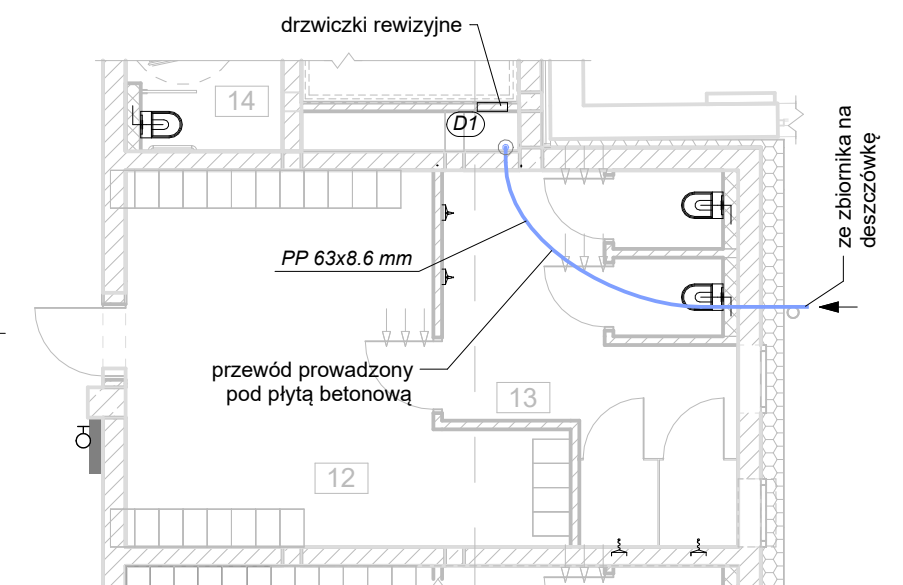 drzwiczki rewizyjne
14
D1
ze zbiornika na
deszczówkę
PP 63x8.6 mm
przewód prowadzony
pod płytą betonową
13
12